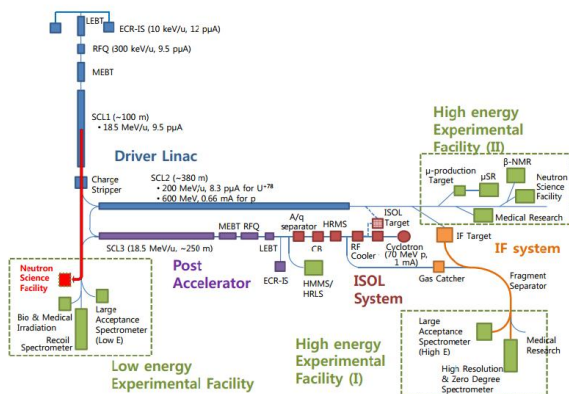 LEBT
ECR-IS (10 keV/u, 12 pμA)
RFQ (300 keV/u, 9.5 pμA)
MEBT
SCL1 (~100 m)
• 18.5 MeV/u, 9.5 pμA
Driver Linac
Charge
Stripper
SCL2 (~380 m)
• 200 MeV/u, 8.3 pμA for U⁺⁷⁸
• 600 MeV, 0.66 mA for p
High energy
Experimental
Facility (II)
β-NMR
μ-production
Target
μSR
Neutron
Science
Facility
Medical Research
ISOL
Target
A/q
separator
HRMS
MEBT RFQ
SCL3 (18.5 MeV/u, ~250 m)
LEBT
CB
RF
Cooler
Cyclotron
(70 MeV p,
1 mA)
IF Target
IF system
Post
Accelerator
ECR-IS
HMMS/
HRLS
ISOL
System
Gas Catcher
Fragment
Separator
Neutron
Science
Facility
Bio & Medical
Irradiation
Recoil
Spectrometer
Large
Acceptance
Spectrometer
(Low E)
Low energy
Experimental Facility
High energy
Experimental
Facility (I)
Large
Acceptance
Spectrometer
(High E)
Medical
Research
High Resolution
& Zero Degree
Spectrometer